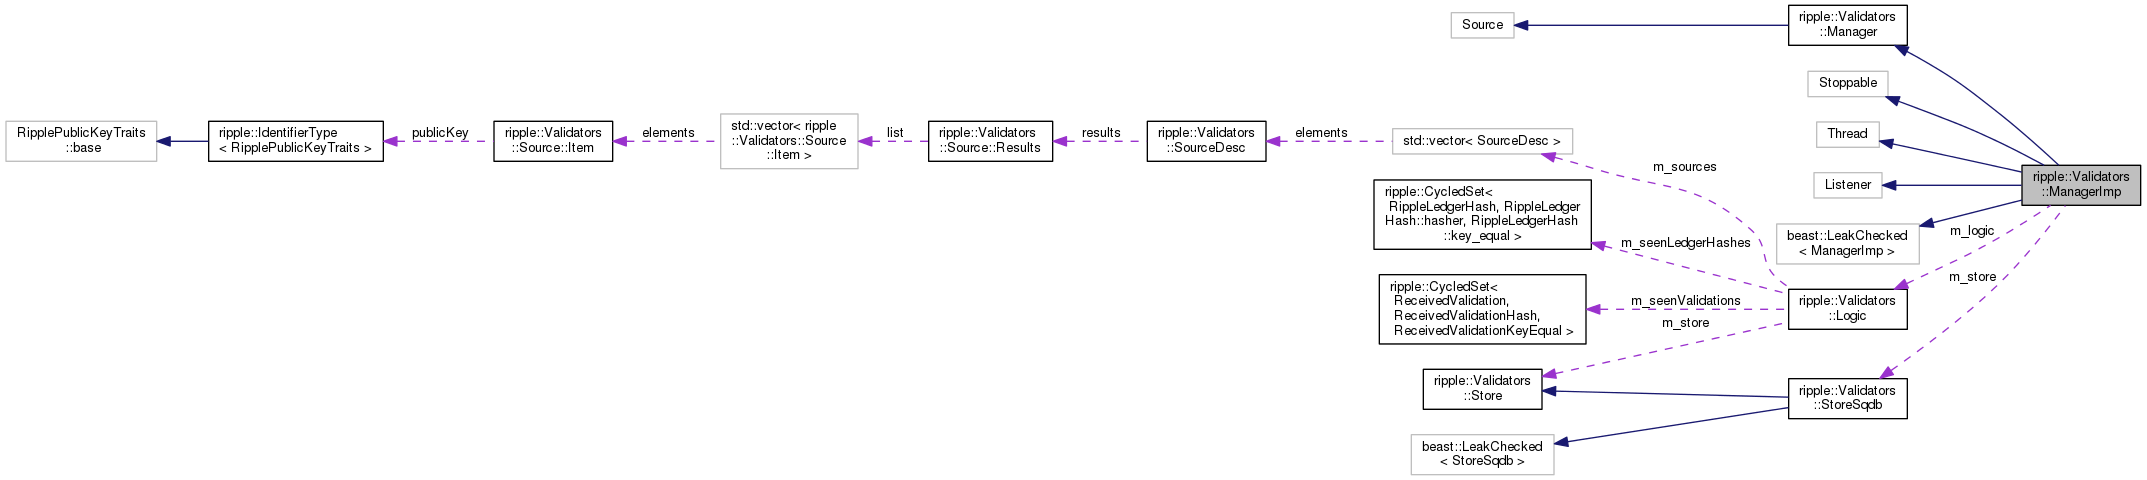 Source
ripple::Validators
::Manager
Stoppable
Thread
Listener
beast::LeakChecked
< ManagerImp >
ripple::Validators
::ManagerImp
RipplePublicKeyTraits
::base
ripple::IdentifierType
< RipplePublicKeyTraits >
publicKey
ripple::Validators
::Source::Item
elements
std::vector< ripple
::Validators::Source
::Item >
list
ripple::Validators
::Source::Results
results
ripple::Validators
::SourceDesc
elements
std::vector< SourceDesc >
m_sources
ripple::CycledSet<
RippleLedgerHash, RippleLedger
Hash::hasher, RippleLedgerHash
::key_equal >
m_seenLedgerHashes
m_logic
m_store
ripple::CycledSet<
ReceivedValidation,
ReceivedValidationHash,
ReceivedValidationKeyEqual >
m_seenValidations
m_store
ripple::Validators
::Logic
ripple::Validators
::Store
ripple::Validators
::StoreSqdb
beast::LeakChecked
< StoreSqdb >